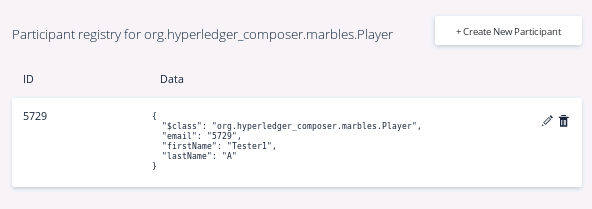 Participant registry for org.hyperledger_composer.marbles.Player
+ Create New Participant
ID Data
5729
{
"$class": "org.hyperledger_composer.marbles.Player",
"email": "5729",
"firstName": "Tester1",
"lastName": "A"
}